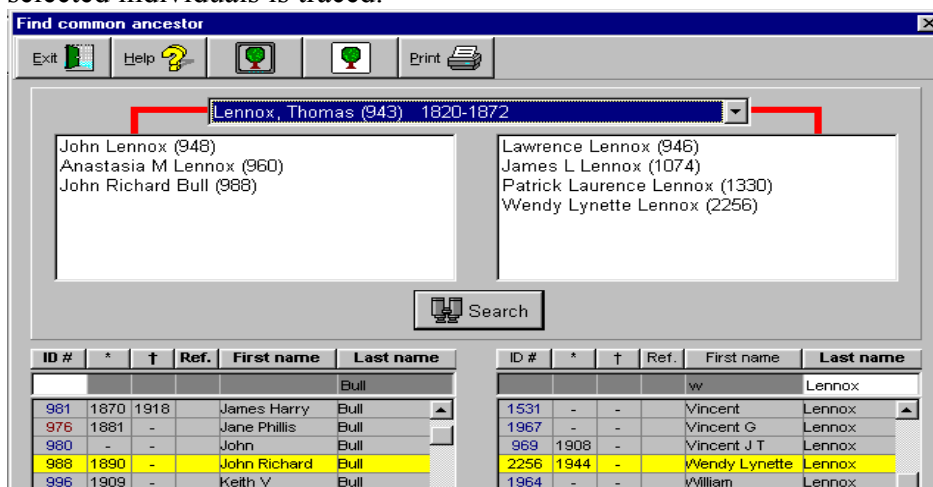 selected individuals is traced.
Find common ancestor
Exit Help Print
Lennox, Thomas (943) 1820-1872
John Lennox (948)
Anastasia M Lennox (960)
John Richard Bull (988)
Lawrence Lennox (946)
James L Lennox (1074)
Patrick Laurence Lennox (1330)
Wendy Lynette Lennox (2256)
Search
ID # * † Ref. First name Last name
Bull
981 1870 1918 James Harry Bull
976 1881 - Jane Phillis Bull
980 - - John Bull
988 1890 - John Richard Bull
996 1909 - Keith V Bull
ID # * † Ref. First name Last name
w Lennox
1531 - - Vincent Lennox
1967 - - Vincent G Lennox
969 1908 - Vincent J T Lennox
2256 1944 - Wendy Lynette Lennox
1964 - - William Lennox